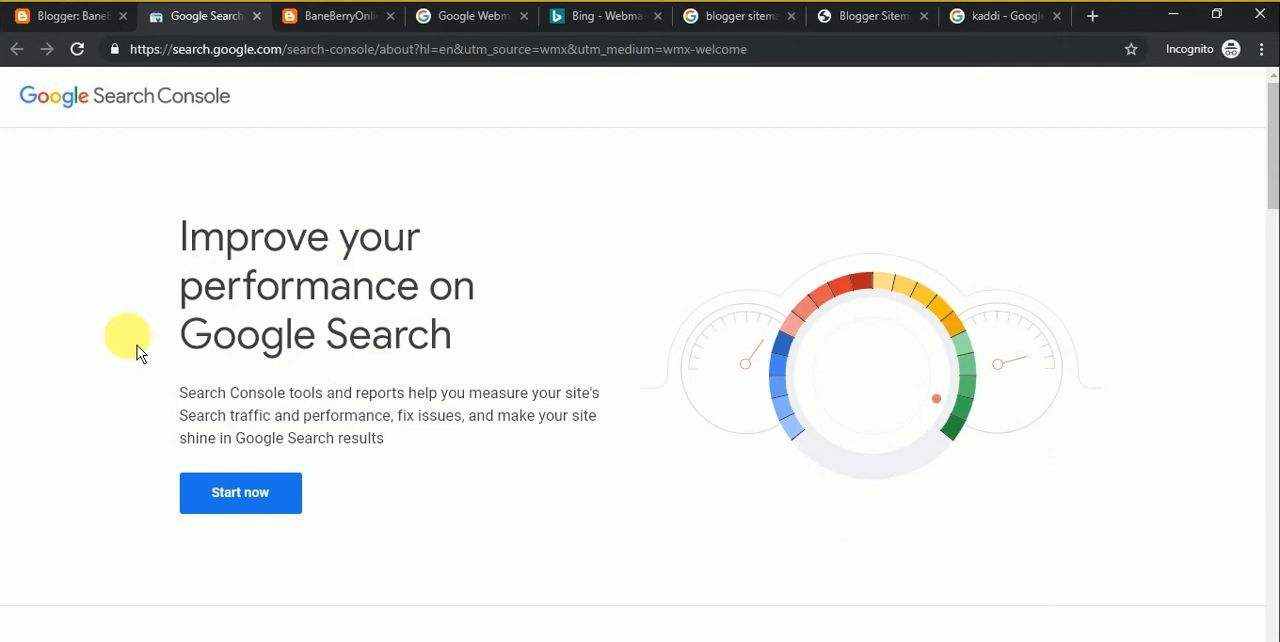 Blogger: Bane
Google Search
BaneBerryOnli
Google Webm
Bing - Webma
blogger sitema
Blogger Sitem
kaddi - Googl
https://search.google.com/search-console/about?hl=en&utm_source=wmx&utm_medium=wmx-welcome
Incognito
Google Search Console
Improve your
performance on
Google Search
Search Console tools and reports help you measure your site's
Search traffic and performance, fix issues, and make your site
shine in Google Search results
Start now